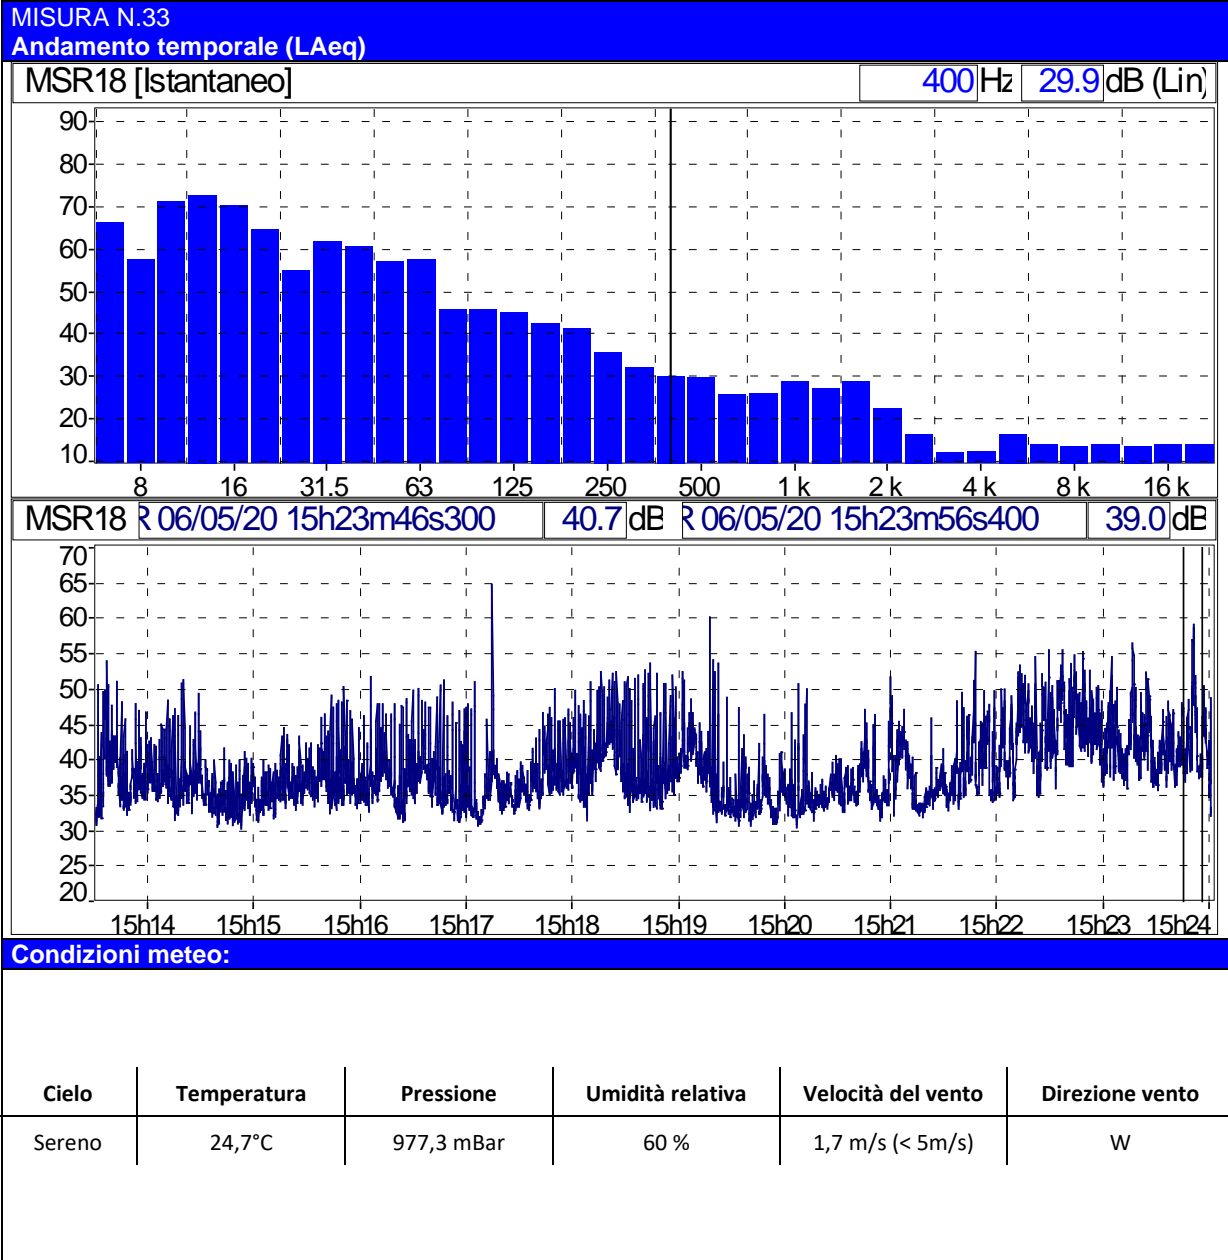 MISURA N.33
Andamento temporale (LAeq)
MSR18 [Istantaneo] 400 Hz 29.9 dB (Lin)
90
80
70
60
50
40
30
20
10
8 16 31.5 63 125 250 500 1 k 2 k 4 k 8 k 16 k
MSR18 R 06/05/20 15h23m46s300 40.7 dB R 06/05/20 15h23m56s400 39.0 dB
70
65
60
55
50
45
40
35
30
25
20
15h14 15h15 15h16 15h17 15h18 15h19 15h20 15h21 15h22 15h23 15h24
Condizioni meteo:
Cielo Temperatura Pressione Umidità relativa Velocità del vento Direzione vento
Sereno 24,7°C 977,3 mBar 60 % 1,7 m/s (< 5m/s) W